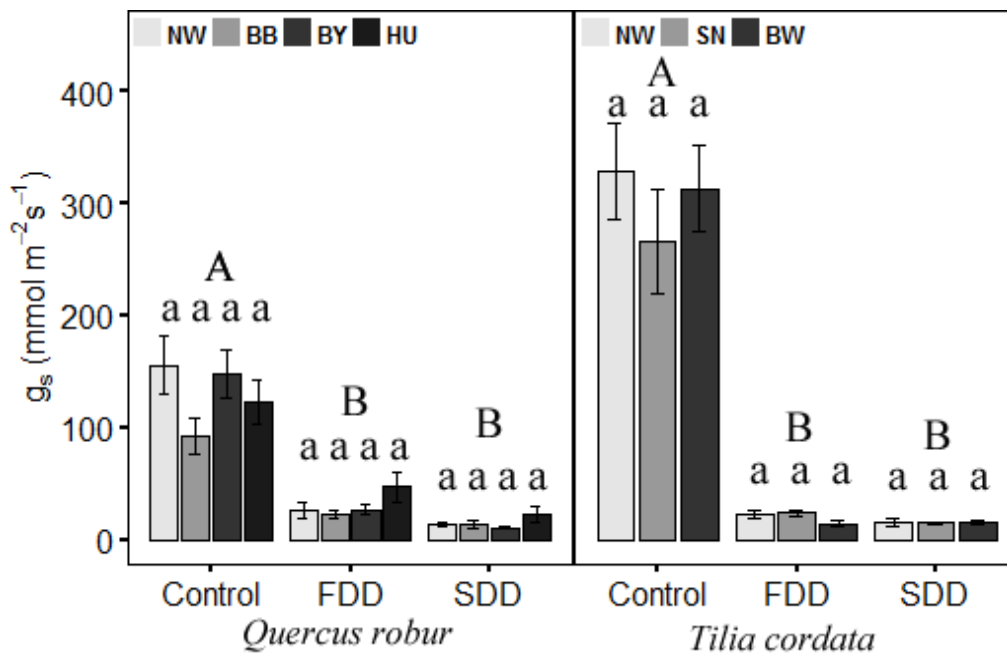 NW BB BY HU
NW SN BW
g_s (mmol m⁻²s⁻¹)
400
300
200
100
0
A
a a a a
B
a a a a
B
a a a a
A
a a a
B
a a a
B
a a a
Control FDD SDD
Control FDD SDD
Quercus robur
Tilia cordata